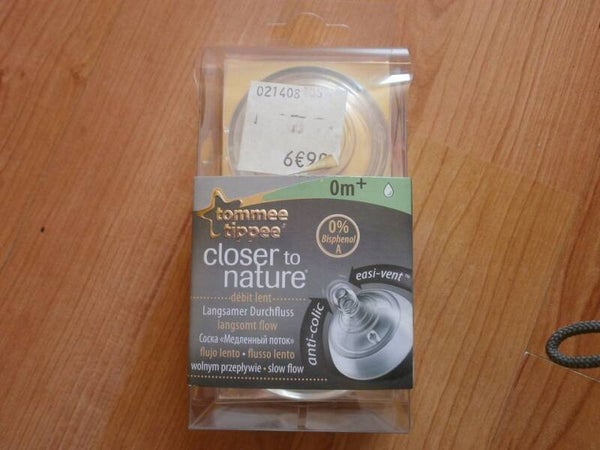 021408
6€90
0m+
tommee
tippee
0%
Bisphenol
A
closer to
nature®
easi-vent™
anti-colic
débit lent
Langsamer Durchfluss
langsomt flow
Соска «Медленный поток»
flujo lento • flusso lento
wolnym przepływie • slow flow